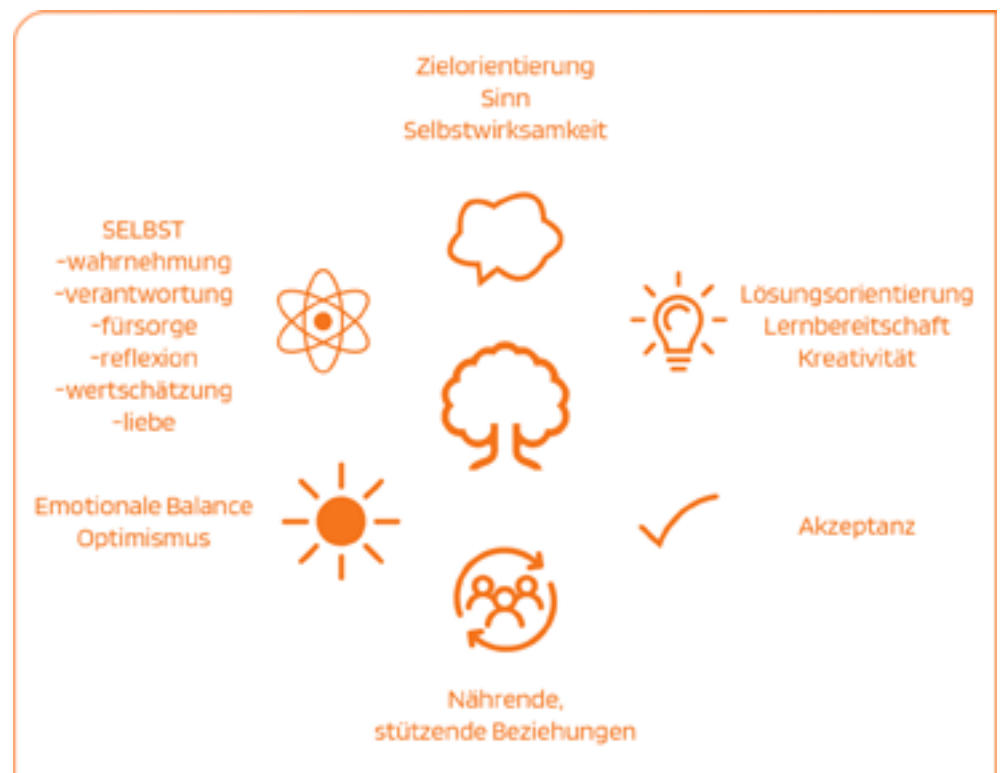 Zielorientierung
Sinn
Selbstwirksamkeit
SELBST
-wahrnehmung
-verantwortung
-fürsorge
-reflexion
-wertschätzung
-liebe
Lösungsorientierung
Lernbereitschaft
Kreativität
Emotionale Balance
Optimismus
Akzeptanz
Nährende,
stützende Beziehungen